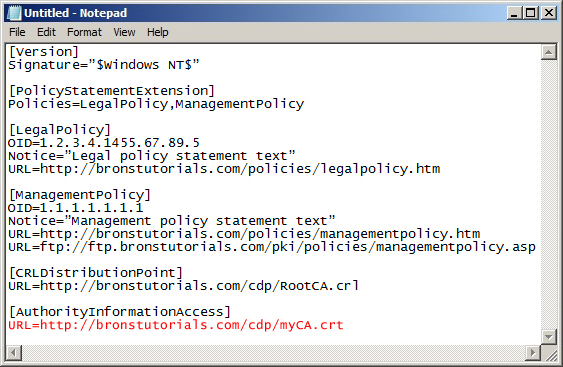 Untitled - Notepad
File Edit Format View Help
[Version]
Signature=”$Windows NT$”
[PolicyStatementExtension]
Policies=LegalPolicy,ManagementPolicy
[LegalPolicy]
OID=1.2.3.4.1455.67.89.5
Notice=”Legal policy statement text”
URL=http://bronstutorials.com/policies/legalpolicy.htm
[ManagementPolicy]
OID=1.1.1.1.1.1.1
Notice=”Management policy statement text”
URL=http://bronstutorials.com/policies/managementpolicy.htm
URL=ftp://ftp.bronstutorials.com/pki/policies/managementpolicy.asp
[CRLDistributionPoint]
URL=http://bronstutorials.com/cdp/RootCA.crl
[AuthorityInformationAccess]
URL=http://bronstutorials.com/cdp/myCA.crt